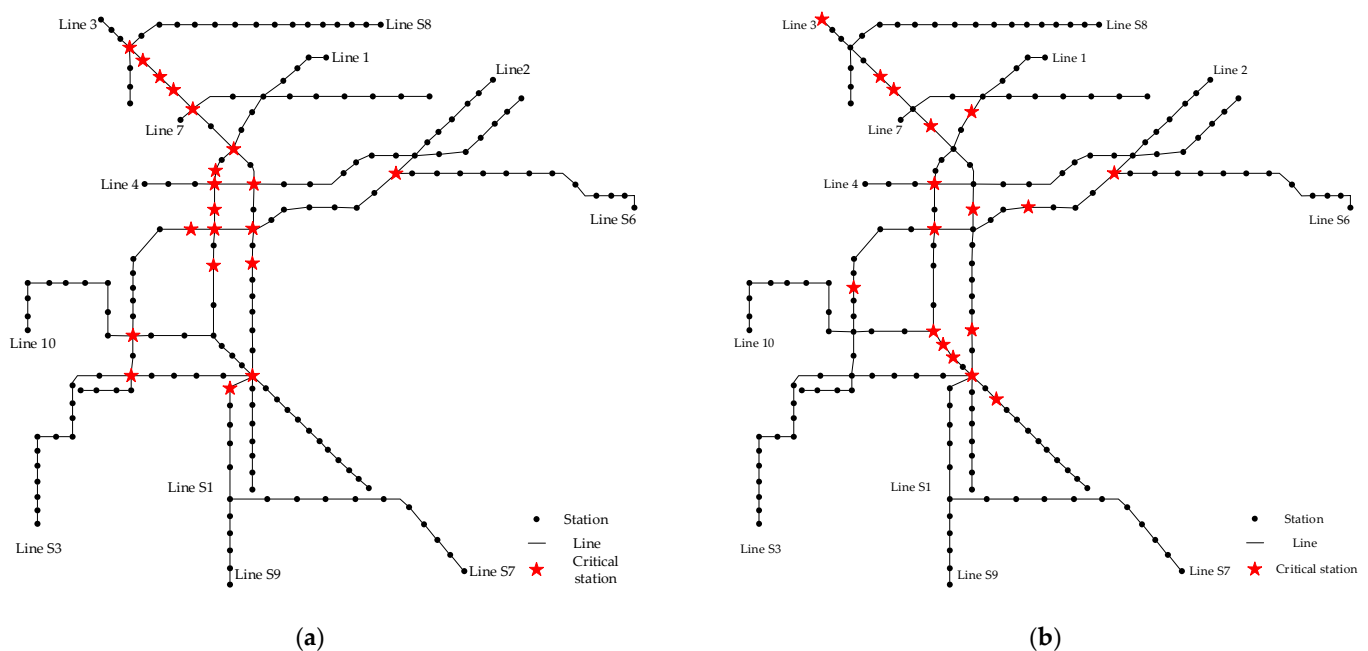 Line 3
Line S8
Line 1
Line2
Line 7
Line 4
Line S6
Line 10
Line S1
Line S3
Line S9
Line S7
Station
Line
Critical
station
(a)
Line 3
Line S8
Line 1
Line 2
Line 7
Line 4
Line S6
Line 10
Line S1
Line S3
Line S9
Line S7
Station
Line
Critical station
(b)